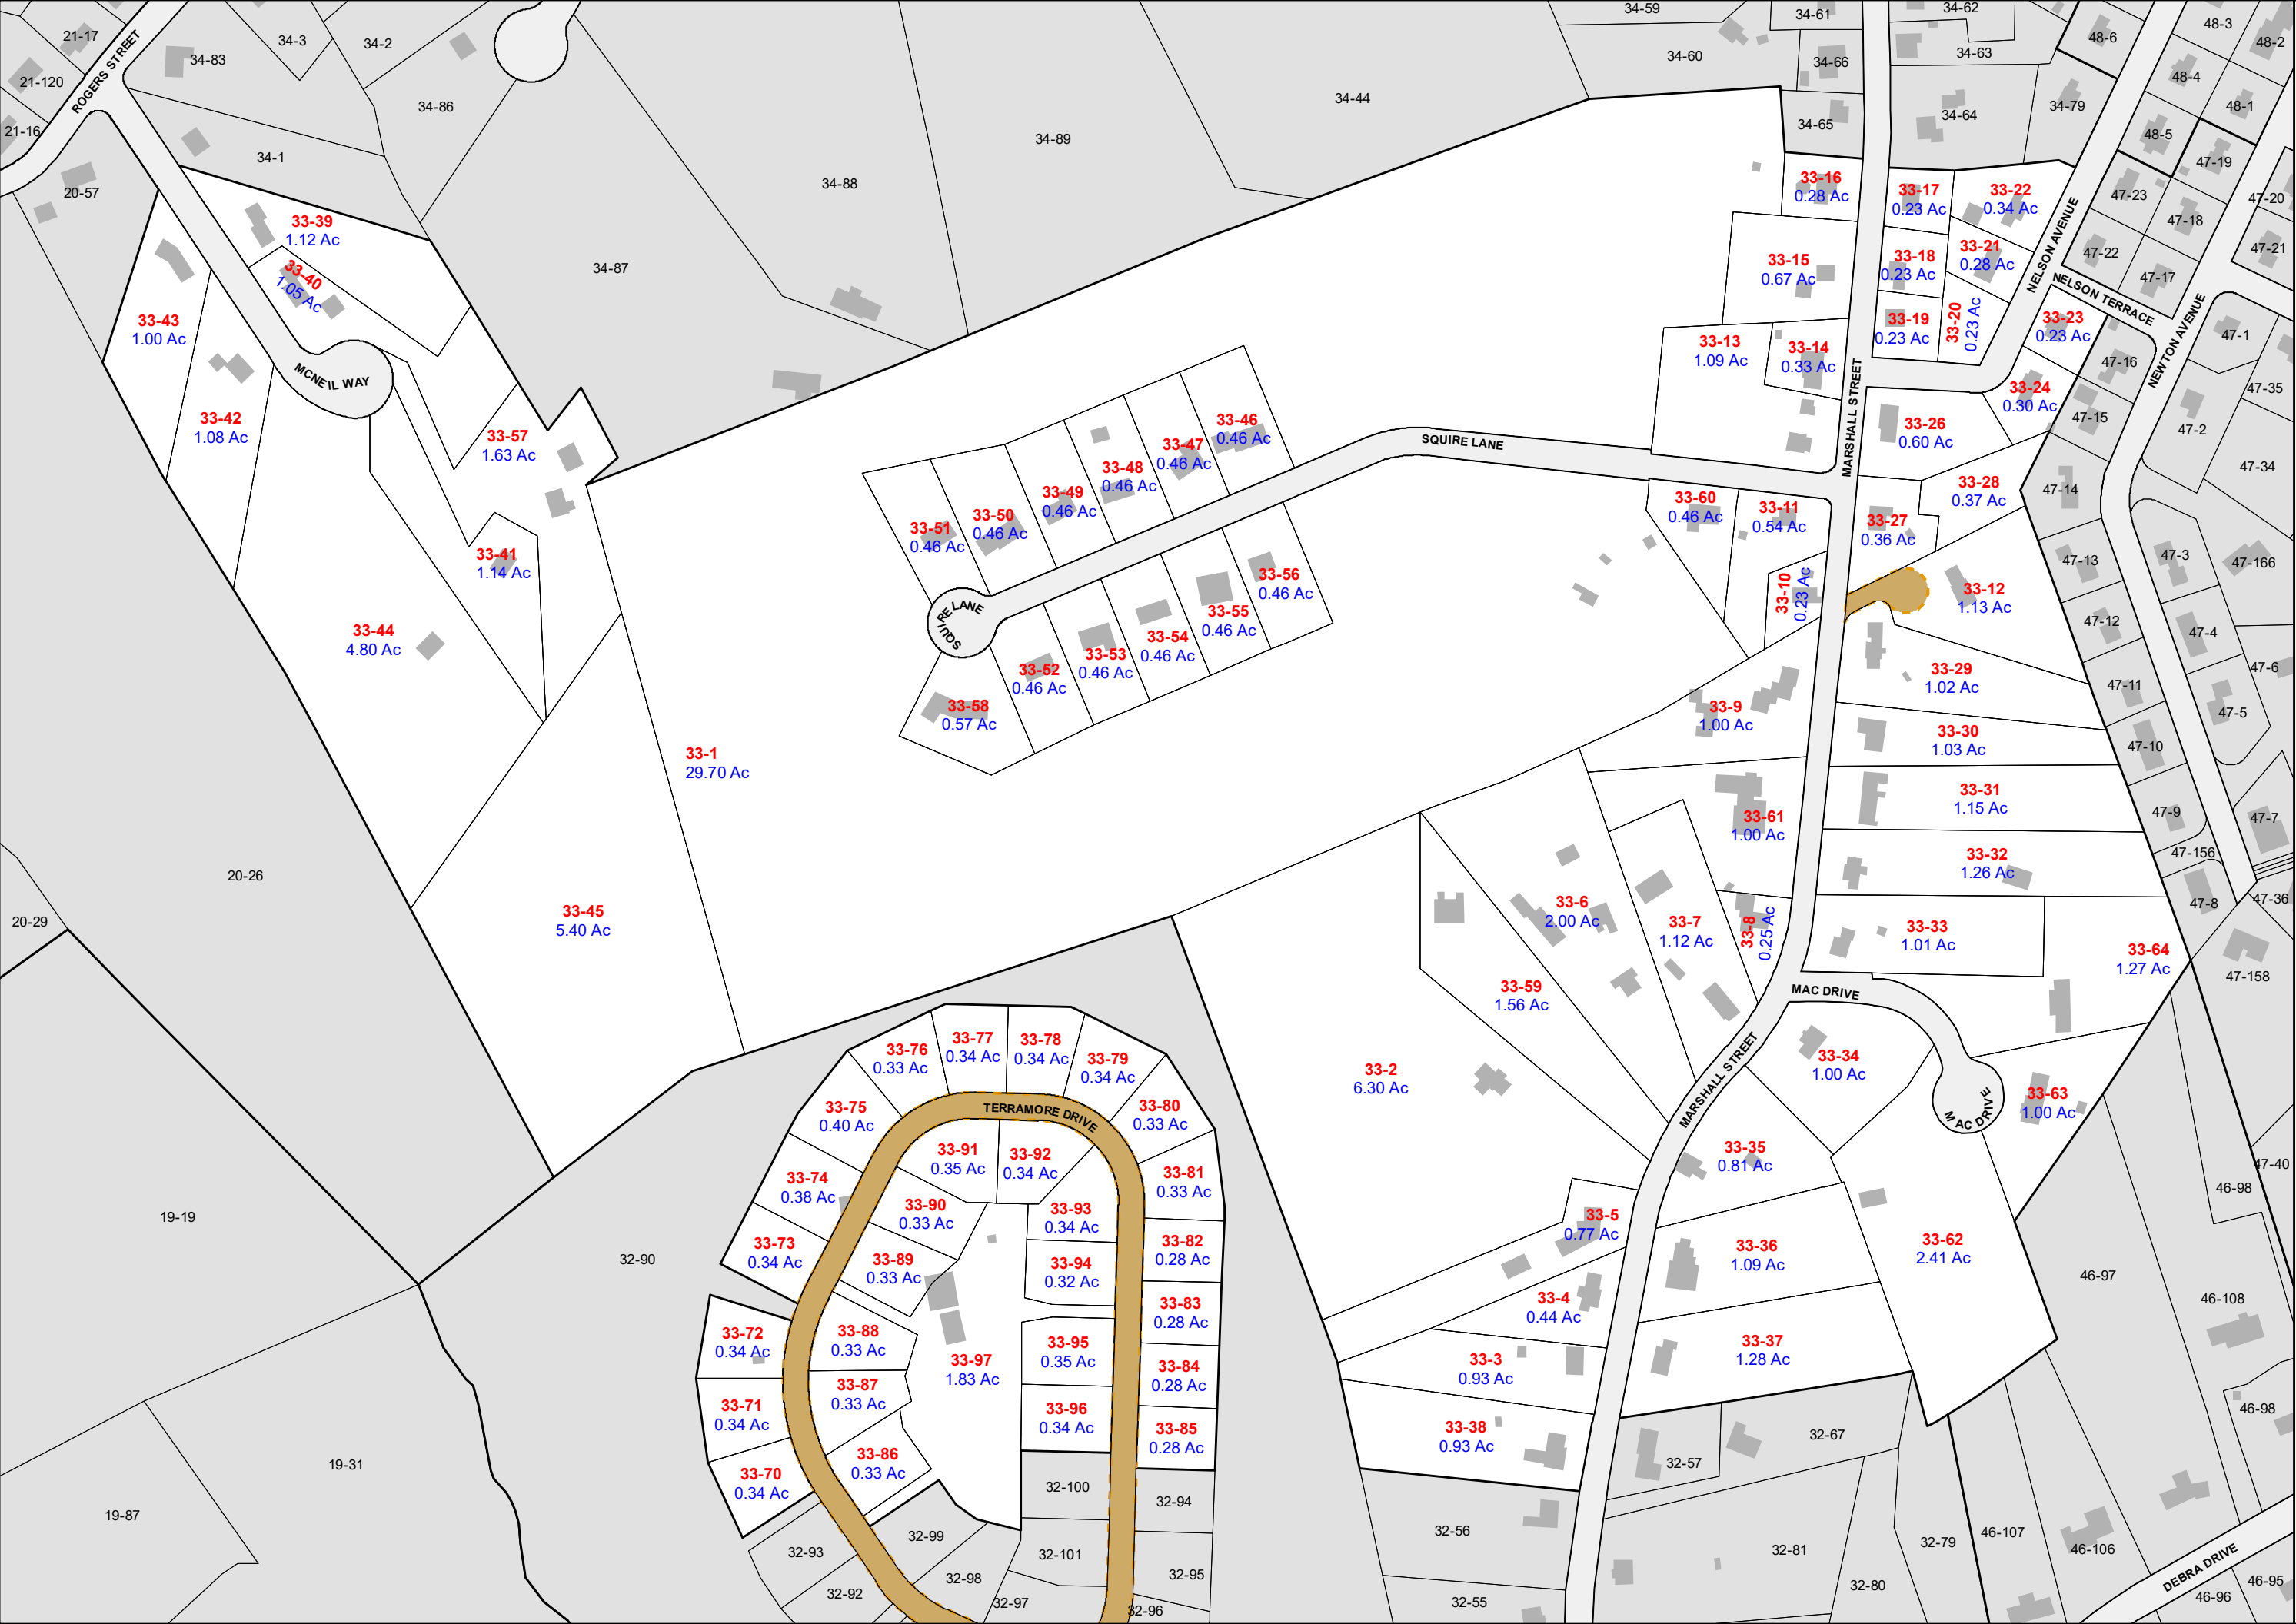 34-59
34-61
34-62
48-6
48-3
48-2
21-17
34-3
34-2
34-83
34-60
34-66
34-63
48-4
21-120
ROGERS STREET
34-86
34-44
34-79
48-1
21-16
34-65
34-64
48-5
34-89
34-1
47-19
20-57
34-88
33-16
0.28 Ac
33-17
0.23 Ac
33-22
0.34 Ac
47-23
47-20
33-39
1.12 Ac
47-18
NELSON AVENUE
33-21
0.28 Ac
47-22
47-21
33-15
0.67 Ac
33-18
0.23 Ac
34-87
33-40
1.05 Ac
47-17
NELSON TERRACE
33-43
1.00 Ac
33-19
0.23 Ac
33-20
0.23 Ac
33-23
0.23 Ac
NEWTON AVENUE
47-1
33-13
1.09 Ac
33-14
0.33 Ac
47-16
MCNEIL WAY
MARSHALL STREET
33-24
0.30 Ac
47-35
33-42
1.08 Ac
47-15
47-2
33-46
0.46 Ac
33-26
0.60 Ac
SQUIRE LANE
33-57
1.63 Ac
33-47
0.46 Ac
47-34
33-48
0.46 Ac
33-28
0.37 Ac
47-14
33-49
0.46 Ac
33-60
0.46 Ac
33-11
0.54 Ac
33-50
0.46 Ac
33-27
0.36 Ac
33-51
0.46 Ac
33-41
1.14 Ac
47-13
47-3
47-166
33-56
0.46 Ac
33-10
0.23 Ac
33-12
1.13 Ac
SQUIRE LANE
33-55
0.46 Ac
47-12
33-44
4.80 Ac
33-54
0.46 Ac
47-4
33-53
0.46 Ac
33-52
0.46 Ac
33-29
1.02 Ac
47-6
47-11
33-58
0.57 Ac
33-9
1.00 Ac
47-5
33-30
1.03 Ac
47-10
33-1
29.70 Ac
33-31
1.15 Ac
33-61
1.00 Ac
47-9
47-7
47-156
33-32
1.26 Ac
20-26
33-45
5.40 Ac
33-6
2.00 Ac
47-8
47-36
20-29
33-7
1.12 Ac
33-8
0.25 Ac
33-33
1.01 Ac
33-64
1.27 Ac
47-158
33-59
1.56 Ac
MAC DRIVE
33-77
0.34 Ac
33-78
0.34 Ac
33-76
0.33 Ac
33-79
0.34 Ac
33-34
1.00 Ac
33-2
6.30 Ac
MARSHALL STREET
33-75
0.40 Ac
TERRAMORE DRIVE
33-80
0.33 Ac
MAC DRIVE
33-63
1.00 Ac
33-91
0.35 Ac
33-92
0.34 Ac
33-35
0.81 Ac
47-40
33-74
0.38 Ac
33-81
0.33 Ac
46-98
33-90
0.33 Ac
33-93
0.34 Ac
33-5
0.77 Ac
19-19
33-73
0.34 Ac
33-82
0.28 Ac
33-36
1.09 Ac
33-62
2.41 Ac
32-90
33-89
0.33 Ac
33-94
0.32 Ac
46-97
33-83
0.28 Ac
33-4
0.44 Ac
46-108
33-72
0.34 Ac
33-88
0.33 Ac
33-95
0.35 Ac
33-37
1.28 Ac
33-97
1.83 Ac
33-84
0.28 Ac
33-3
0.93 Ac
33-87
0.33 Ac
33-71
0.34 Ac
33-96
0.34 Ac
46-98
33-85
0.28 Ac
33-38
0.93 Ac
32-67
33-86
0.33 Ac
19-31
33-70
0.34 Ac
32-57
32-100
32-94
19-87
32-99
32-56
46-107
32-79
32-93
32-101
32-81
46-106
DEBRA DRIVE
32-98
32-95
32-80
46-95
32-92
32-97
32-96
32-55
46-96